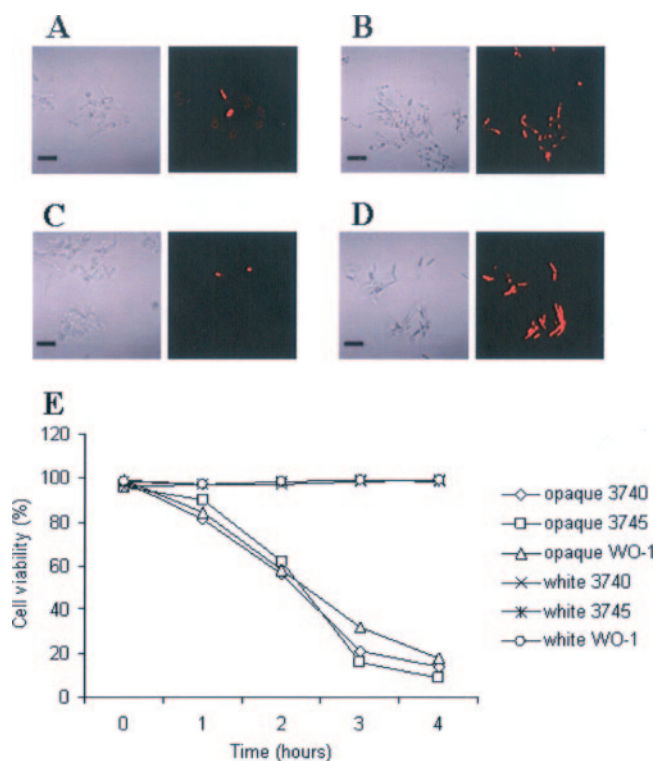 A
B
C
D
E
120
100
80
60
40
20
0
Cell viability (%)
0 1 2 3 4
Time (hours)
opaque 3740
opaque 3745
opaque WO-1
white 3740
white 3745
white WO-1